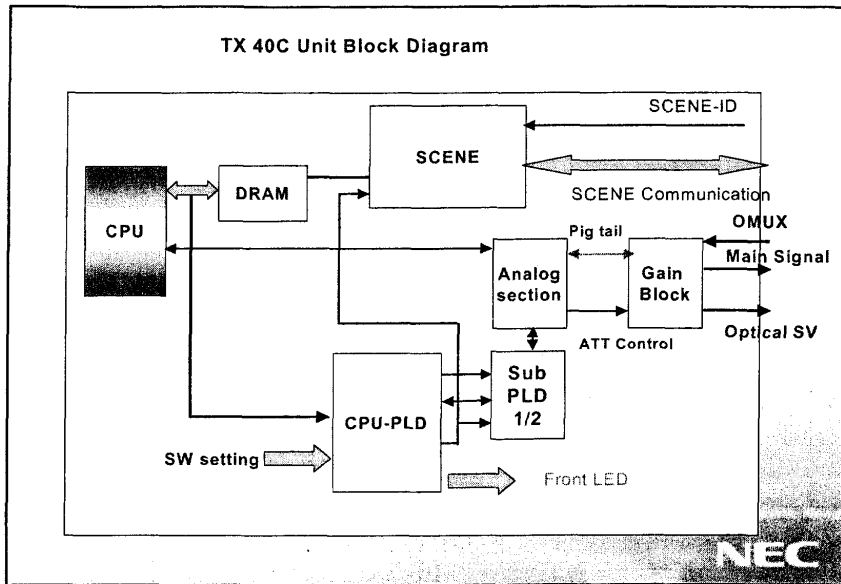 TX 40C Unit Block Diagram
SCENE-ID
SCENE
SCENE Communication
DRAM
CPU
Pig tail
OMUX
Main Signal
Analog
section
Gain
Block
ATT Control
Optical SV
Sub
PLD
1/2
CPU-PLD
SW setting
Front LED
NEC